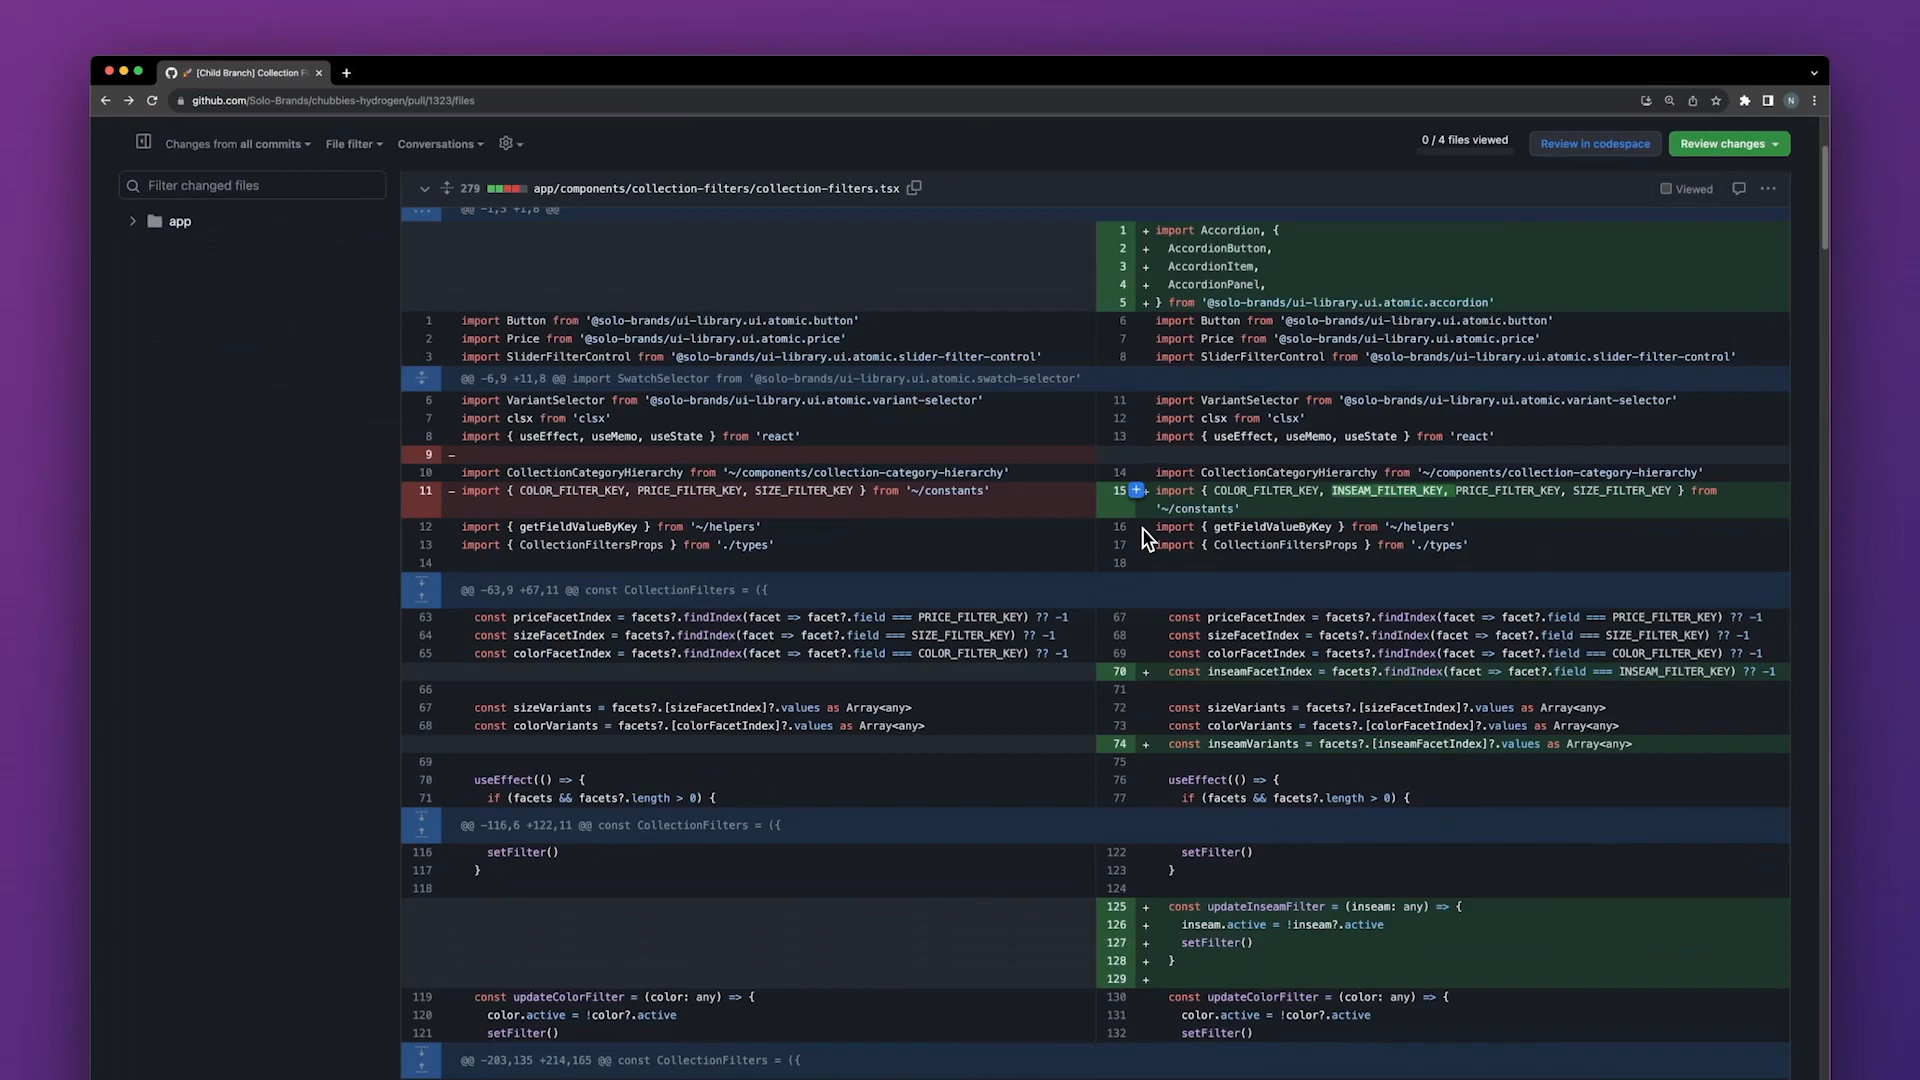 [Child Branch] Collection F
github.com/Solo-Brands/chubbies-hydrogen/pull/1323/files
N
Changes from all commits
File filter
Conversations
0 / 4 files viewed
Review in codespace
Review changes
Filter changed files
app
279
app/components/collection-filters/collection-filters.tsx
Viewed
@@ -1,3 +1,8 @@
1 + import Accordion, {
2 + AccordionButton,
3 + AccordionItem,
4 + AccordionPanel,
5 + } from '@solo-brands/ui-library.ui.atomic.accordion'
1 import Button from '@solo-brands/ui-library.ui.atomic.button' 6 import Button from '@solo-brands/ui-library.ui.atomic.button'
2 import Price from '@solo-brands/ui-library.ui.atomic.price' 7 import Price from '@solo-brands/ui-library.ui.atomic.price'
3 import SliderFilterControl from '@solo-brands/ui-library.ui.atomic.slider-filter-control' 8 import SliderFilterControl from '@solo-brands/ui-library.ui.atomic.slider-filter-control'
@@ -6,9 +11,8 @@ import SwatchSelector from '@solo-brands/ui-library.ui.atomic.swatch-selector'
6 import VariantSelector from '@solo-brands/ui-library.ui.atomic.variant-selector' 11 import VariantSelector from '@solo-brands/ui-library.ui.atomic.variant-selector'
7 import clsx from 'clsx' 12 import clsx from 'clsx'
8 import { useEffect, useMemo, useState } from 'react' 13 import { useEffect, useMemo, useState } from 'react'
9 −
10 import CollectionCategoryHierarchy from '~/components/collection-category-hierarchy' 14 import CollectionCategoryHierarchy from '~/components/collection-category-hierarchy'
11 − import { COLOR_FILTER_KEY, PRICE_FILTER_KEY, SIZE_FILTER_KEY } from '~/constants' 15 + import { COLOR_FILTER_KEY, INSEAM_FILTER_KEY, PRICE_FILTER_KEY, SIZE_FILTER_KEY } from
'~/constants'
12 import { getFieldValueByKey } from '~/helpers' 16 import { getFieldValueByKey } from '~/helpers'
13 import { CollectionFiltersProps } from './types' 17 import { CollectionFiltersProps } from './types'
14 18
@@ -63,9 +67,11 @@ const CollectionFilters = ({
63 const priceFacetIndex = facets?.findIndex(facet => facet?.field === PRICE_FILTER_KEY) ?? -1 67 const priceFacetIndex = facets?.findIndex(facet => facet?.field === PRICE_FILTER_KEY) ?? -1
64 const sizeFacetIndex = facets?.findIndex(facet => facet?.field === SIZE_FILTER_KEY) ?? -1 68 const sizeFacetIndex = facets?.findIndex(facet => facet?.field === SIZE_FILTER_KEY) ?? -1
65 const colorFacetIndex = facets?.findIndex(facet => facet?.field === COLOR_FILTER_KEY) ?? -1 69 const colorFacetIndex = facets?.findIndex(facet => facet?.field === COLOR_FILTER_KEY) ?? -1
70 + const inseamFacetIndex = facets?.findIndex(facet => facet?.field === INSEAM_FILTER_KEY) ?? -1
66 71
67 const sizeVariants = facets?.[sizeFacetIndex]?.values as Array<any> 72 const sizeVariants = facets?.[sizeFacetIndex]?.values as Array<any>
68 const colorVariants = facets?.[colorFacetIndex]?.values as Array<any> 73 const colorVariants = facets?.[colorFacetIndex]?.values as Array<any>
74 + const inseamVariants = facets?.[inseamFacetIndex]?.values as Array<any>
69 75
70 useEffect(() => { 76 useEffect(() => {
71 if (facets && facets?.length > 0) { 77 if (facets && facets?.length > 0) {
@@ -116,6 +122,11 @@ const CollectionFilters = ({
116 setFilter() 122 setFilter()
117 } 123 }
118 124
125 + const updateInseamFilter = (inseam: any) => {
126 + inseam.active = !inseam?.active
127 + setFilter()
128 + }
129 +
119 const updateColorFilter = (color: any) => { 130 const updateColorFilter = (color: any) => {
120 color.active = !color?.active 131 color.active = !color?.active
121 setFilter() 132 setFilter()
@@ -203,135 +214,165 @@ const CollectionFilters = ({